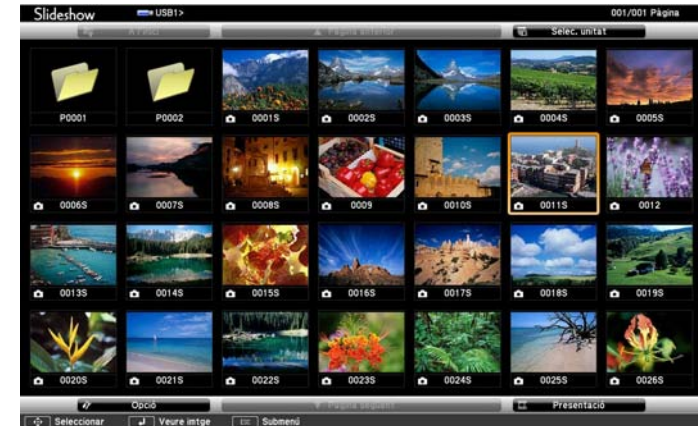 Slideshow USB1> 001/001 Pàgina
A l'inici Pàgina anterior Selec. unitat
P0001 P0002 0001S 0002S 0003S 0004S 0005S
0006S 0007S 0008S 0009 0010S 0011S 0012
0013S 0014S 0015S 0016S 0017S 0018S 0019S
0020S 0021S 0022S 0023S 0024S 0025S 0026S
Opció Pàgina següent Presentació
Seleccionar Veure imtge Esc Submenú